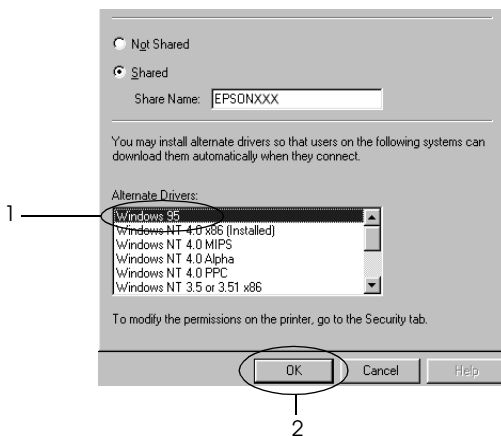 Not Shared
Shared
Share Name: EPSONXXX
You may install alternate drivers so that users on the following systems can
download them automatically when they connect.
Alternate Drivers:
1
Windows 95
Windows NT 4.0 x86 (Installed)
Windows NT 4.0 MIPS
Windows NT 4.0 Alpha
Windows NT 4.0 PPC
Windows NT 3.5 or 3.51 x86
To modify the permissions on the printer, go to the Security tab.
OK Cancel Help
2